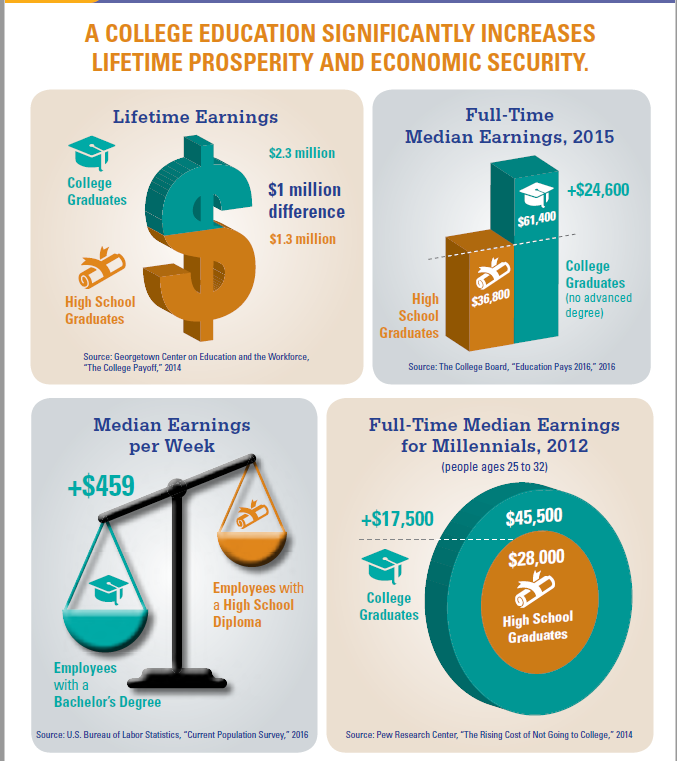 A COLLEGE EDUCATION SIGNIFICANTLY INCREASES
LIFETIME PROSPERITY AND ECONOMIC SECURITY.
Lifetime Earnings
College
Graduates
$2.3 million
$1 million
difference
$1.3 million
High School
Graduates
Source: Georgetown Center on Education and the Workforce,
"The College Payoff," 2014
Full-Time
Median Earnings, 2015
+$24,600
$61,400
$36,800
High
School
Graduates
College
Graduates
(no advanced
degree)
Source: The College Board, "Education Pays 2016," 2016
Median Earnings
per Week
+$459
Employees with
a High School
Diploma
Employees
with a
Bachelor's Degree
Source: U.S. Bureau of Labor Statistics, "Current Population Survey," 2016
Full-Time Median Earnings
for Millennials, 2012
(people ages 25 to 32)
+$17,500
$45,500
$28,000
College
Graduates
High School
Graduates
Source: Pew Research Center, "The Rising Cost of Not Going to College," 2014